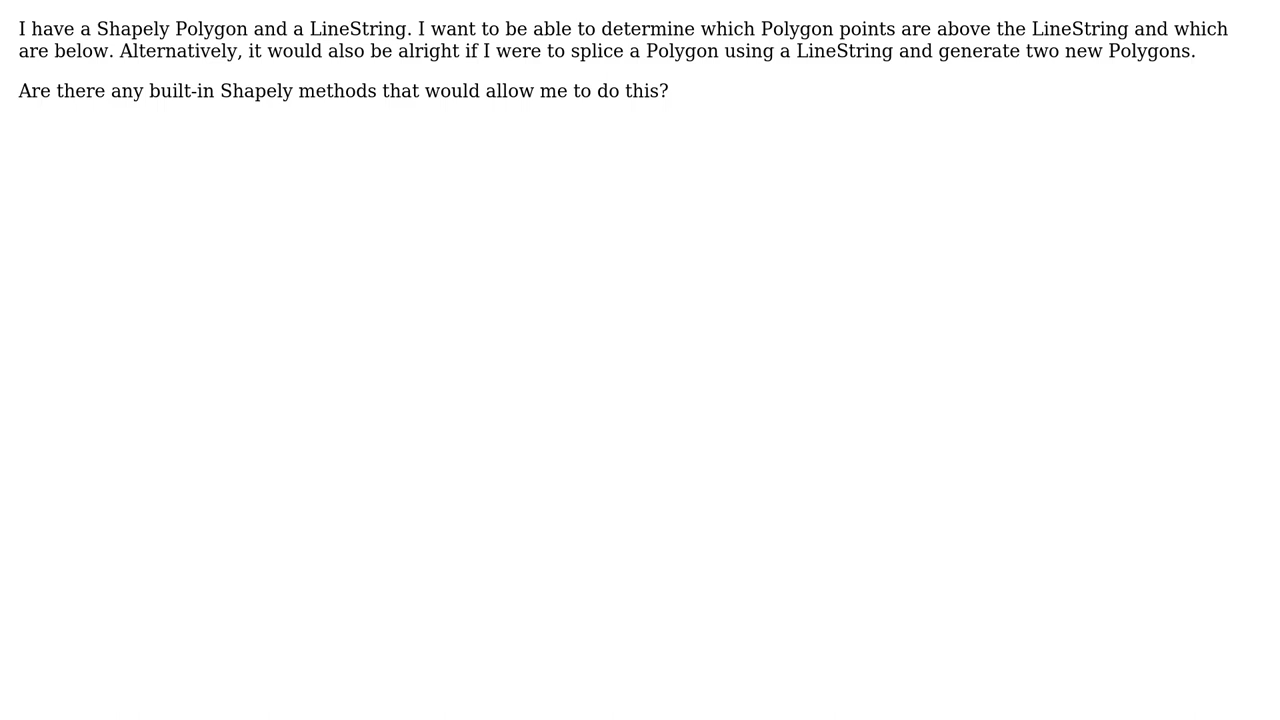 I have a Shapely Polygon and a LineString. I want to be able to determine which Polygon points are above the LineString and which
are below. Alternatively, it would also be alright if I were to splice a Polygon using a LineString and generate two new Polygons.
Are there any built-in Shapely methods that would allow me to do this?